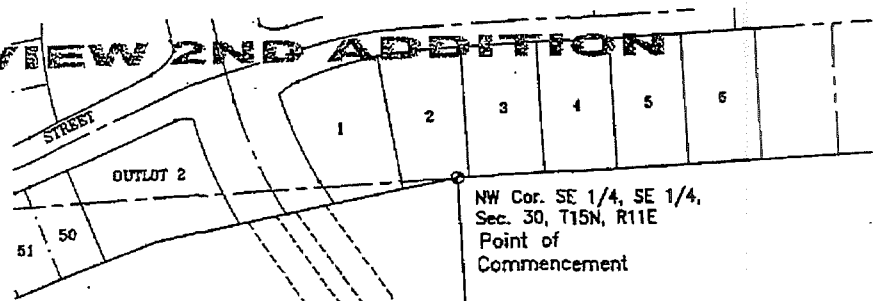 VIEW 2ND ADDITION
STREET
1
2
3
4
5
6
OUTLOT 2
51
50
NW Cor. SE 1/4, SE 1/4,
Sec. 30, T15N, R11E
Point of
Commencement